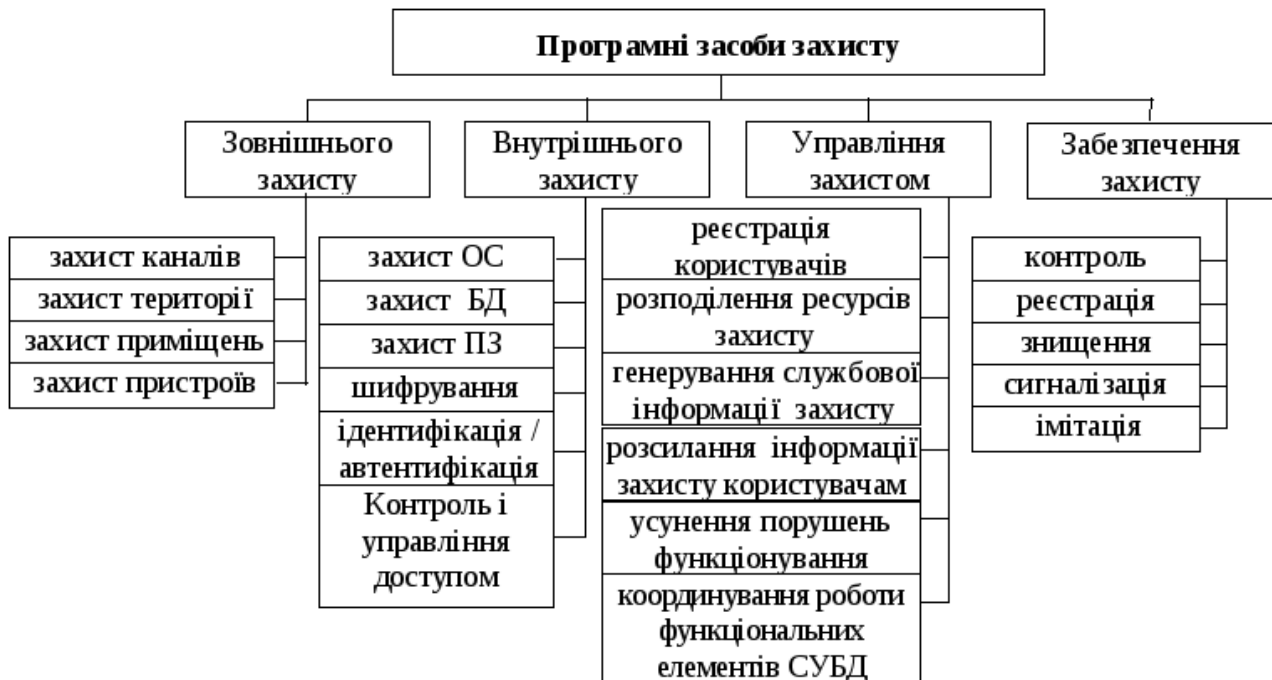 Програмні засоби захисту
Зовнішнього
захисту
Внутрішнього
захисту
Управління
захистом
Забезпечення
захисту
захист каналів
захист території
захист приміщень
захист пристроїв
захист ОС
захист БД
захист ПЗ
шифрування
ідентифікація /
автентифікація
Контроль і
управління
доступом
реєстрація
користувачів
розподілення ресурсів
захисту
генерування службової
інформації захисту
розсилання інформації
захисту користувачам
усунення порушень
функціонування
координування роботи
функціональних
елементів СУБД
контроль
реєстрація
знищення
сигналізація
імітація